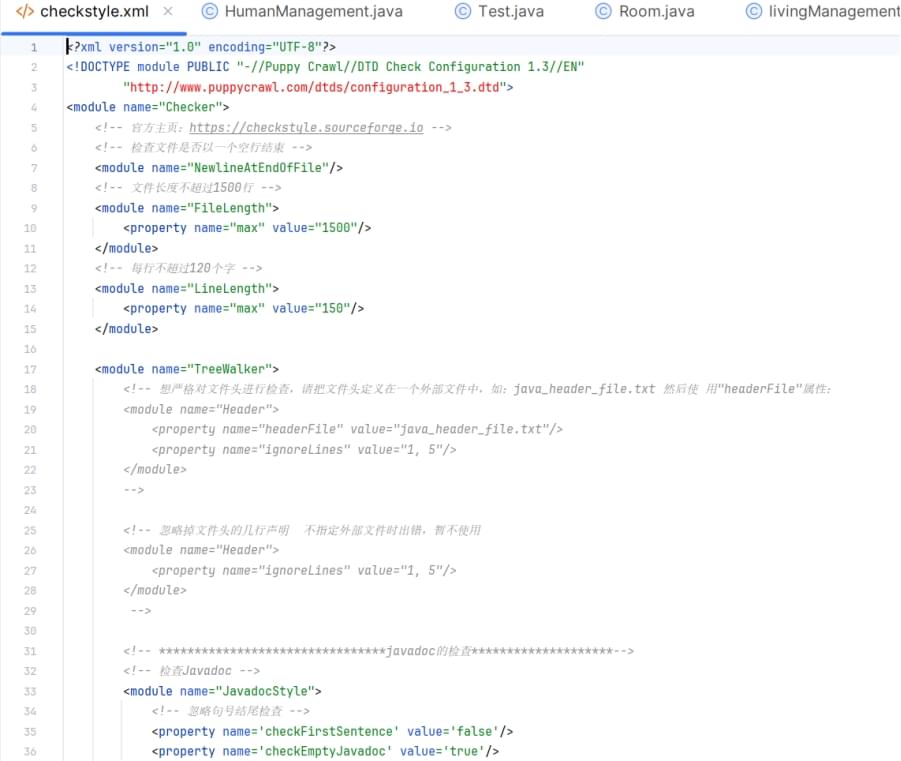 checkstyle.xml HumanManagement.java Test.java Room.java livingManagement
1 <?xml version="1.0" encoding="UTF-8"?>
2 <!DOCTYPE module PUBLIC "-//Puppy Crawl//DTD Check Configuration 1.3//EN"
3 "http://www.puppycrawl.com/dtds/configuration_1_3.dtd">
4 <module name="Checker">
5 <!-- 官方主页：https://checkstyle.sourceforge.io -->
6 <!-- 检查文件是否以一个空行结束 -->
7 <module name="NewlineAtEndOfFile"/>
8 <!-- 文件长度不超过1500行 -->
9 <module name="FileLength">
10 <property name="max" value="1500"/>
11 </module>
12 <!-- 每行不超过120个字 -->
13 <module name="LineLength">
14 <property name="max" value="150"/>
15 </module>
16
17 <module name="TreeWalker">
18 <!-- 想严格对文件头进行检查，请把文件头定义在一个外部文件中，如：java_header_file.txt 然后使 用"headerFile"属性：
19 <module name="Header">
20 <property name="headerFile" value="java_header_file.txt"/>
21 <property name="ignoreLines" value="1, 5"/>
22 </module>
23 -->
24
25 <!-- 忽略掉文件头的几行声明 不指定外部文件时出错，暂不使用
26 <module name="Header">
27 <property name="ignoreLines" value="1, 5"/>
28 </module>
29 -->
30
31 <!-- ********************************javadoc的检查********************-->
32 <!-- 检查Javadoc -->
33 <module name="JavadocStyle">
34 <!-- 忽略句号结尾检查 -->
35 <property name='checkFirstSentence' value='false'/>
36 <property name='checkEmptyJavadoc' value='true'/>